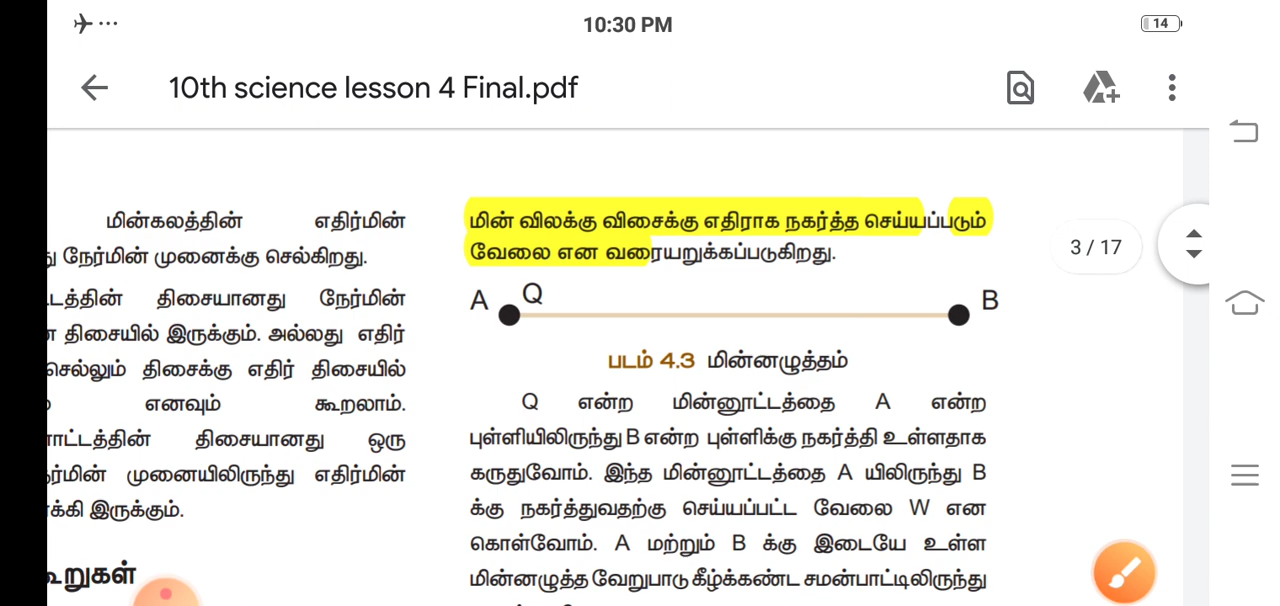 10:30 PM
14
10th science lesson 4 Final.pdf
3 / 17
மின்கலத்தின் எதிர்மின்
நேர்மின் முனைக்கு செல்கிறது.
திசையானது நேர்மின்
திசையில் இருக்கும். அல்லது எதிர்
திசைக்கு எதிர் திசையில்
எனவும் கூறலாம்.
திசையானது ஒரு
முனையிலிருந்து எதிர்மின்
இருக்கும்.
மின் விலக்கு விசைக்கு எதிராக நகர்த்த செய்யப்படும்
வேலை என வரையறுக்கப்படுகிறது.
A Q B
படம் 4.3 மின்னழுத்தம்
Q என்ற மின்னூட்டத்தை A என்ற
புள்ளியிலிருந்து B என்ற புள்ளிக்கு நகர்த்தி உள்ளதாக
கருதுவோம். இந்த மின்னூட்டத்தை A யிலிருந்து B
க்கு நகர்த்துவதற்கு செய்யப்பட்ட வேலை W என
கொள்வோம். A மற்றும் B க்கு இடையே உள்ள
மின்னழுத்த வேறுபாடு கீழ்க்கண்ட சமன்பாட்டிலிருந்து